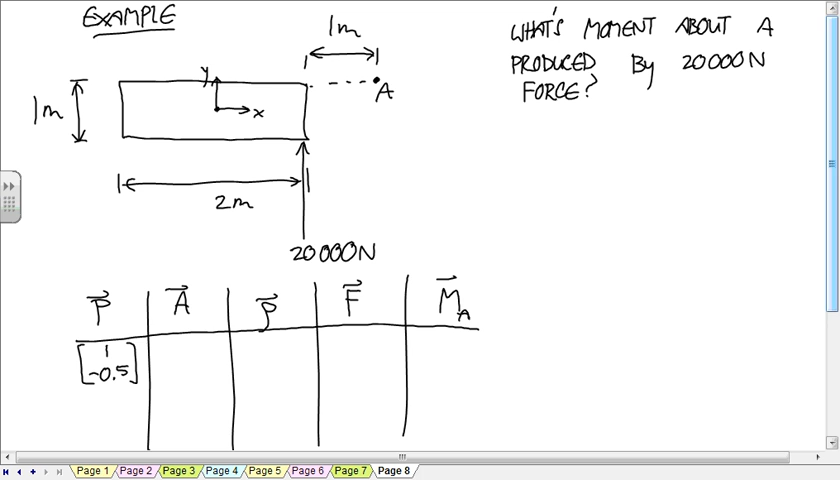 EXAMPLE
WHAT'S MOMENT ABOUT A
PRODUCED By 20000N
FORCE?
1m
A
y
x
1m
2m
20000N
P A ρ F M_A
[1
-0.5]
Page 1 Page 2 Page 3 Page 4 Page 5 Page 6 Page 7 Page 8